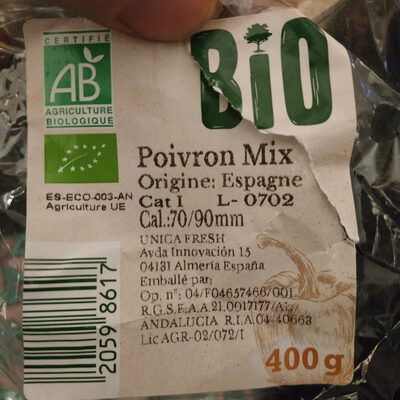 CERTIFIÉ
AB
AGRICULTURE
BIOLOGIQUE
BIO
ES-ECO-003-AN
Agriculture UE
Poivron Mix
Origine: Espagne
Cat I L- 0702
Cal.:70/90mm
UNICA FRESH
Avda Innovación 15
04131 Almería España
Emballé par:
Op. nº: 04/F04657466/001
R.G.S.E.A.A.21.0017177/AL/
ANDALUCIA R.I.A.04-40663
Lic AGR-02/072/I
400g
2059 8617